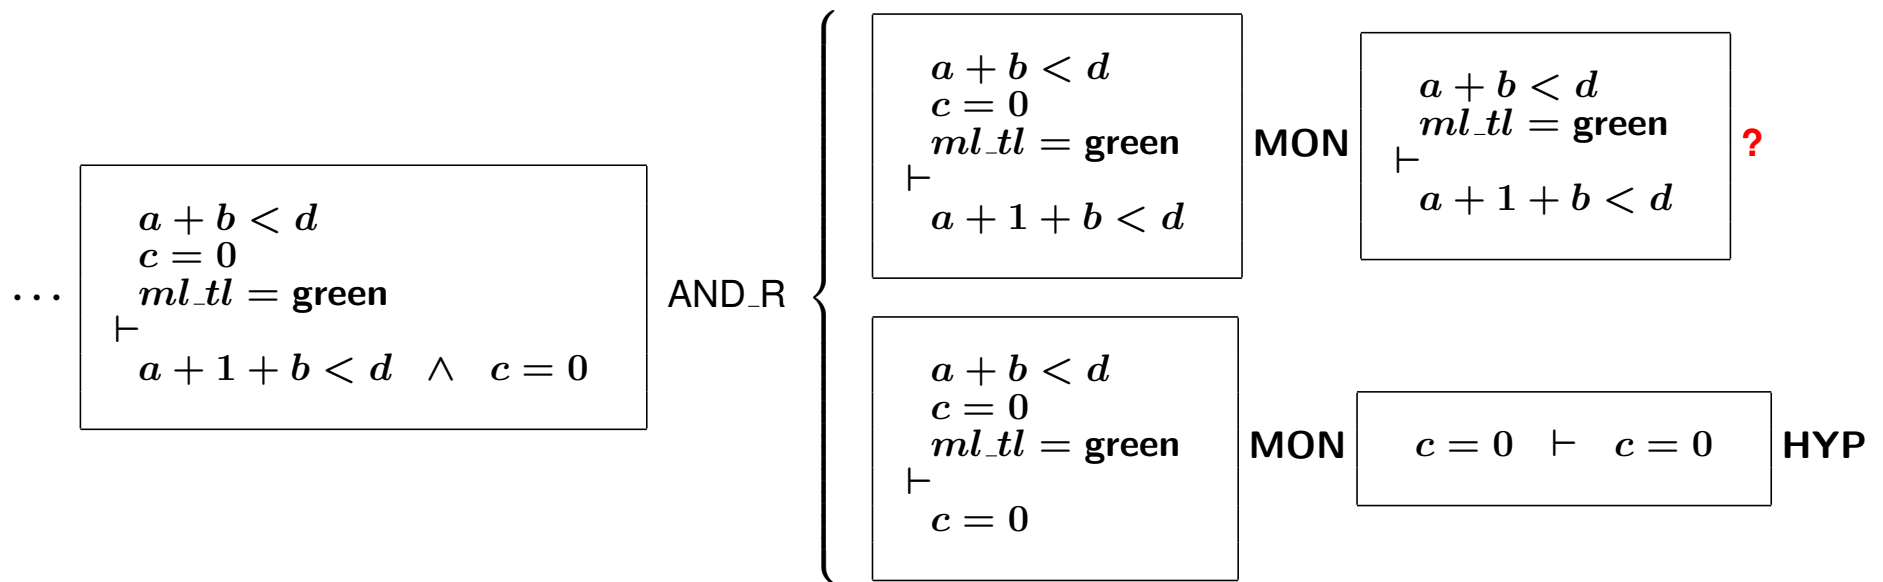 ...
a + b < d
c = 0
ml_tl = green
⊢
a + 1 + b < d ∧ c = 0
AND_R
a + b < d
c = 0
ml_tl = green
⊢
a + 1 + b < d
MON
a + b < d
ml_tl = green
⊢
a + 1 + b < d
?
a + b < d
c = 0
ml_tl = green
⊢
c = 0
MON
c = 0 ⊢ c = 0
HYP